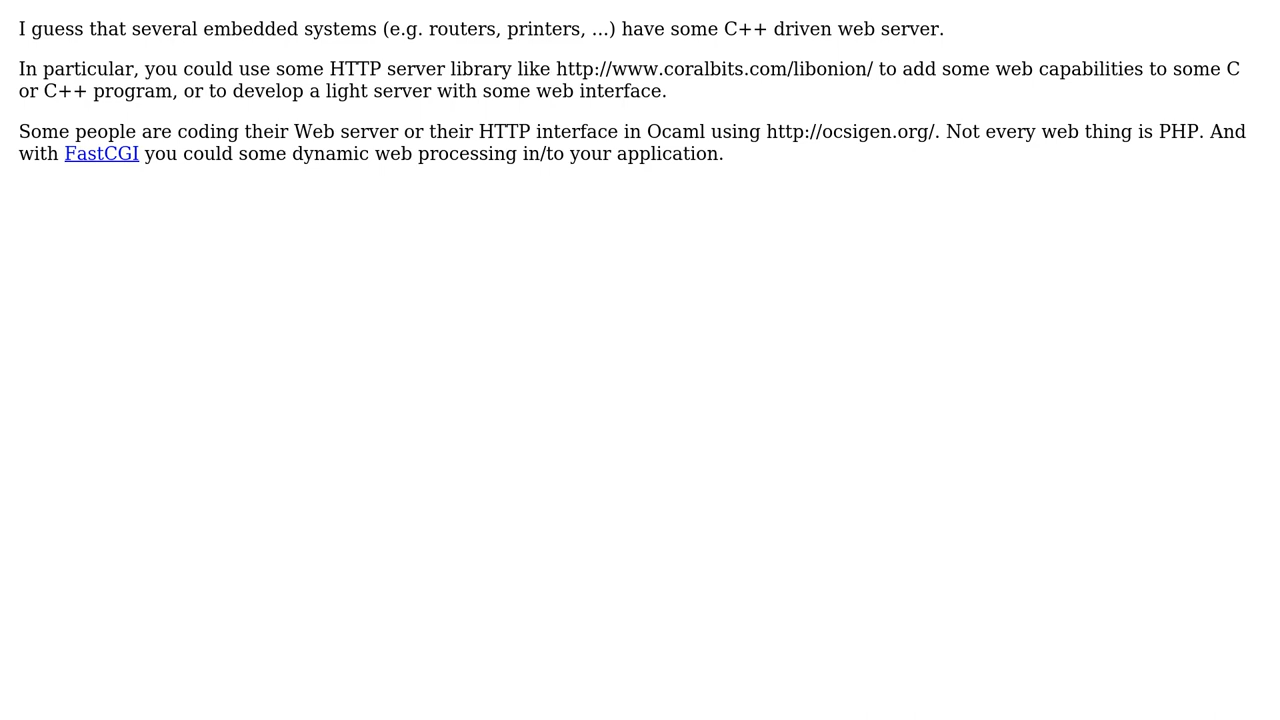 I guess that several embedded systems (e.g. routers, printers, ...) have some C++ driven web server.
In particular, you could use some HTTP server library like http://www.coralbits.com/libonion/ to add some web capabilities to some C
or C++ program, or to develop a light server with some web interface.
Some people are coding their Web server or their HTTP interface in Ocaml using http://ocsigen.org/. Not every web thing is PHP. And
with FastCGI you could some dynamic web processing in/to your application.